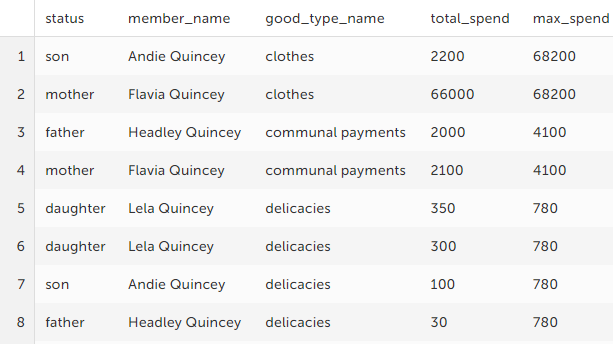 status member_name good_type_name total_spend max_spend
1 son Andie Quincey clothes 2200 68200
2 mother Flavia Quincey clothes 66000 68200
3 father Headley Quincey communal payments 2000 4100
4 mother Flavia Quincey communal payments 2100 4100
5 daughter Lela Quincey delicacies 350 780
6 daughter Lela Quincey delicacies 300 780
7 son Andie Quincey delicacies 100 780
8 father Headley Quincey delicacies 30 780